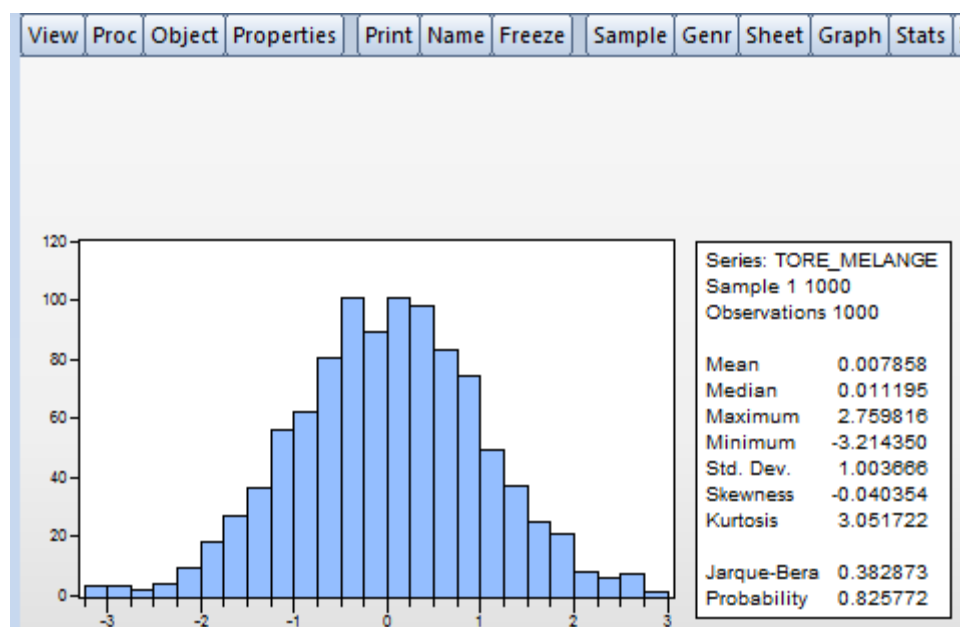 View Proc Object Properties Print Name Freeze Sample Genr Sheet Graph Stats
120
100
80
60
40
20
0
-3 -2 -1 0 1 2 3
Series: TORE_MELANGE
Sample 1 1000
Observations 1000
Mean 0.007858
Median 0.011195
Maximum 2.759816
Minimum -3.214350
Std. Dev. 1.003666
Skewness -0.040354
Kurtosis 3.051722
Jarque-Bera 0.382873
Probability 0.825772